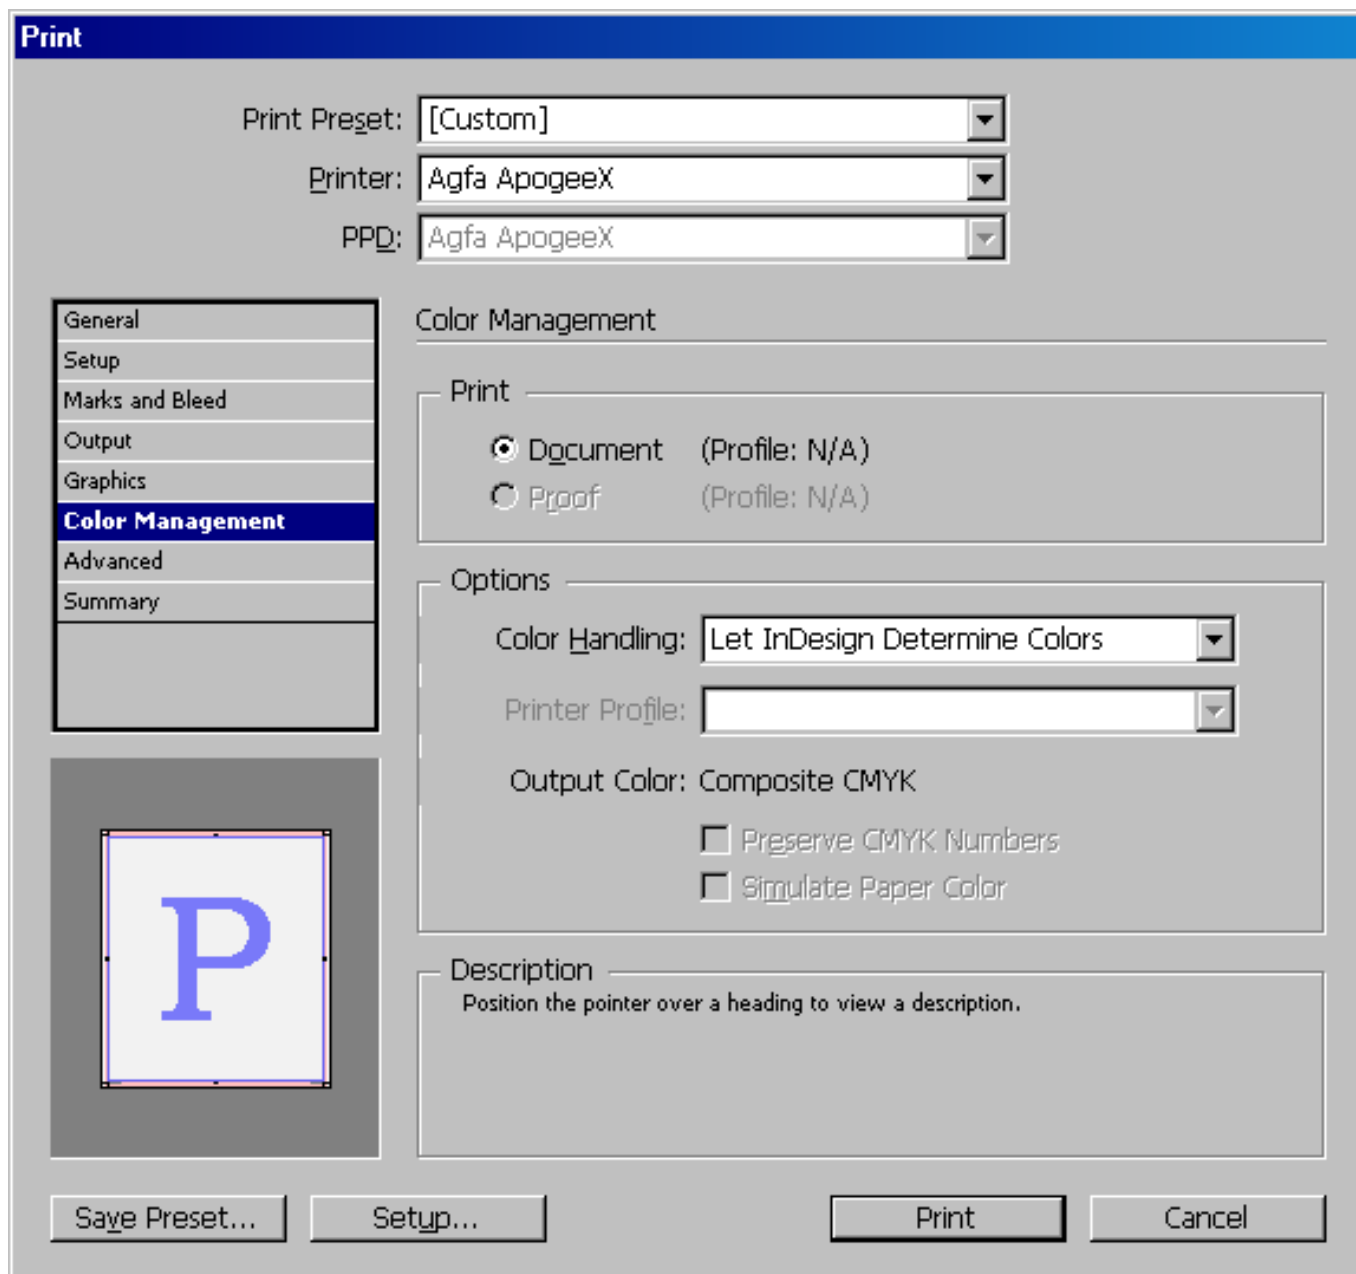 Print
Print Preset: [Custom]
Printer: Agfa ApogeeX
PPD: Agfa ApogeeX
General
Setup
Marks and Bleed
Output
Graphics
Color Management
Advanced
Summary
Color Management
Print
Document (Profile: N/A)
Proof (Profile: N/A)
Options
Color Handling: Let InDesign Determine Colors
Printer Profile:
Output Color: Composite CMYK
Preserve CMYK Numbers
Simulate Paper Color
Description
Position the pointer over a heading to view a description.
P
Save Preset... Setup... Print Cancel